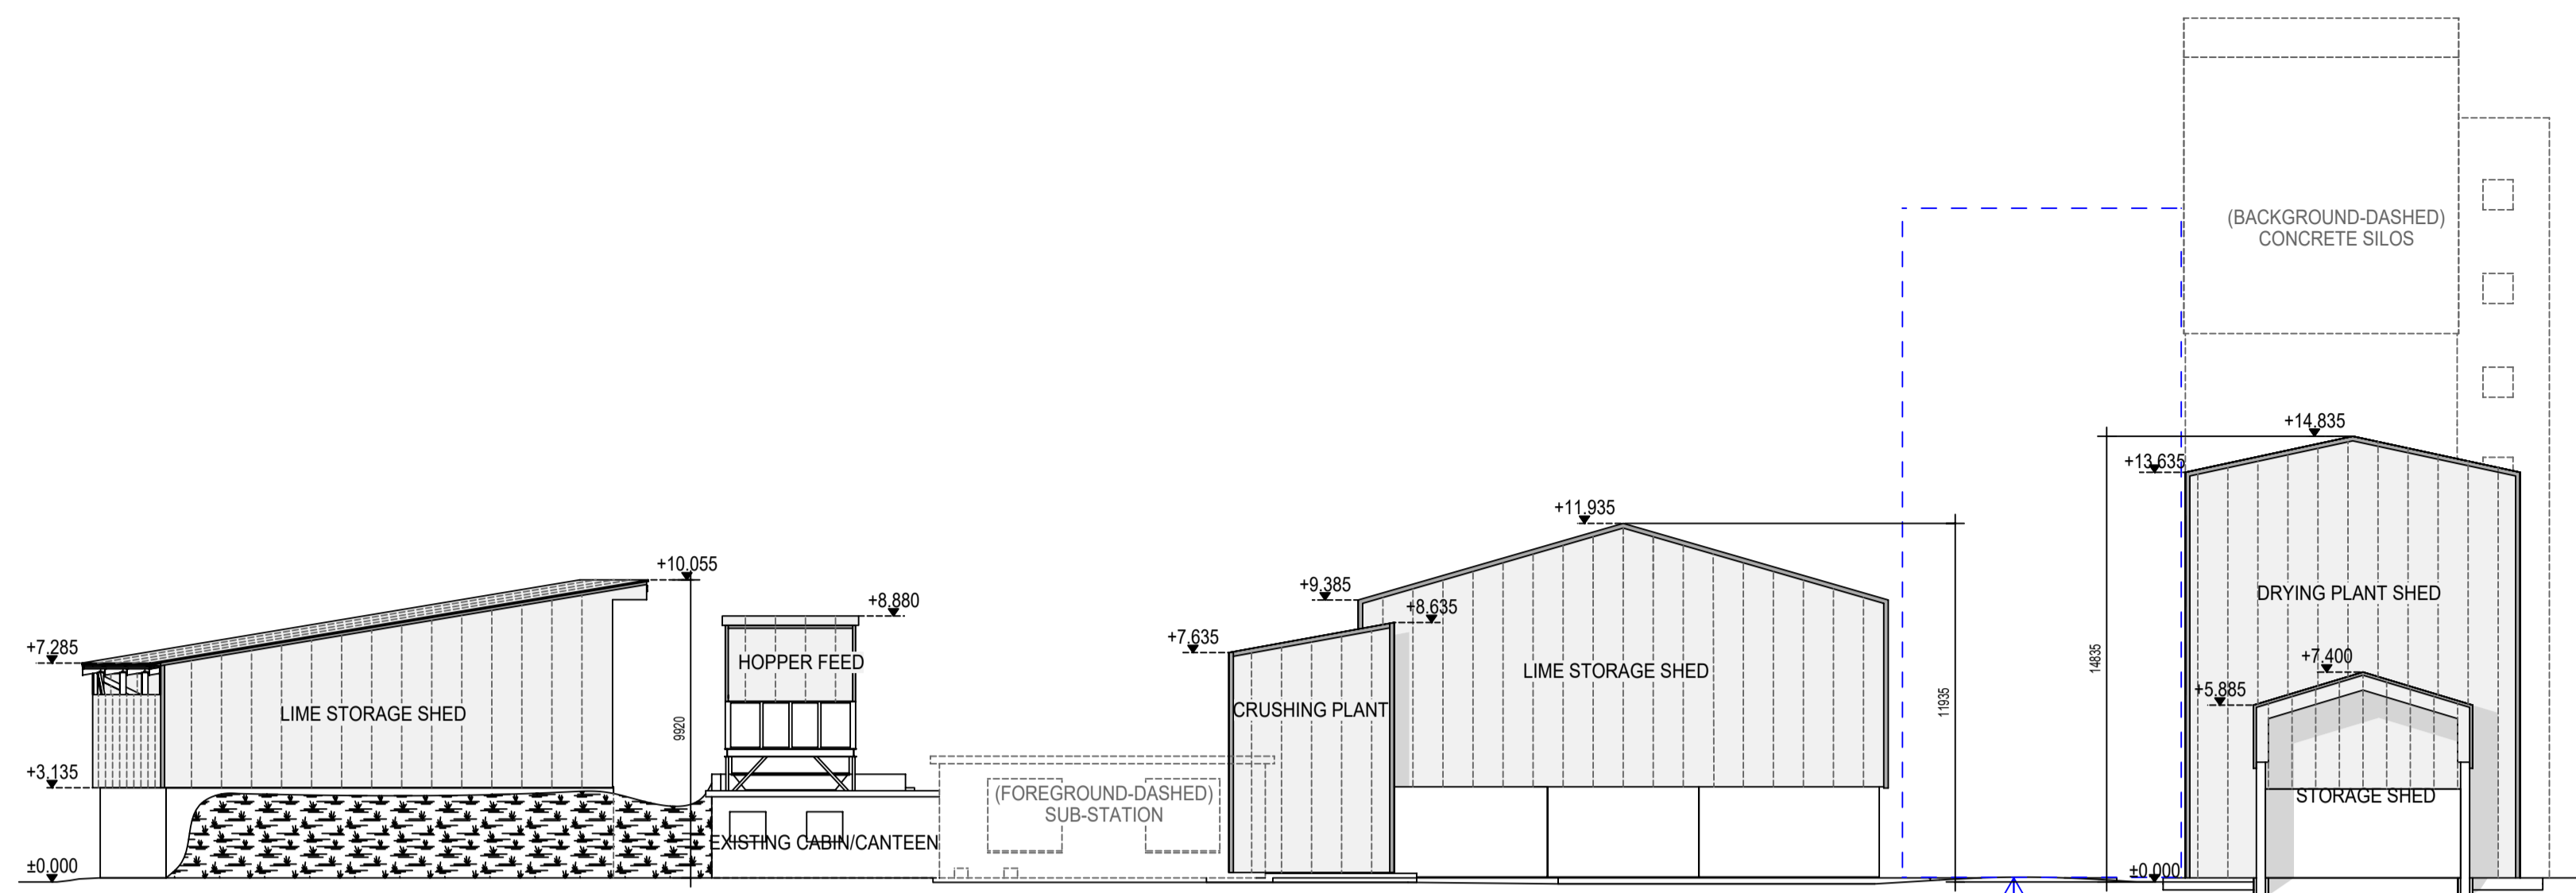 (BACKGROUND-DASHED)
CONCRETE SILOS
+14.835
+13.635
+11.935
+10.055
+9.385
+8.880
+8.635
+7.635
+7.285
DRYING PLANT SHED
HOPPER FEED
LIME STORAGE SHED
+7.400
14835
+5.885
11935
CRUSHING PLANT
LIME STORAGE SHED
9920
+3.135
(FOREGROUND-DASHED)
SUB-STATION
STORAGE SHED
EXISTING CABIN/CANTEEN
±0.000
±0.000